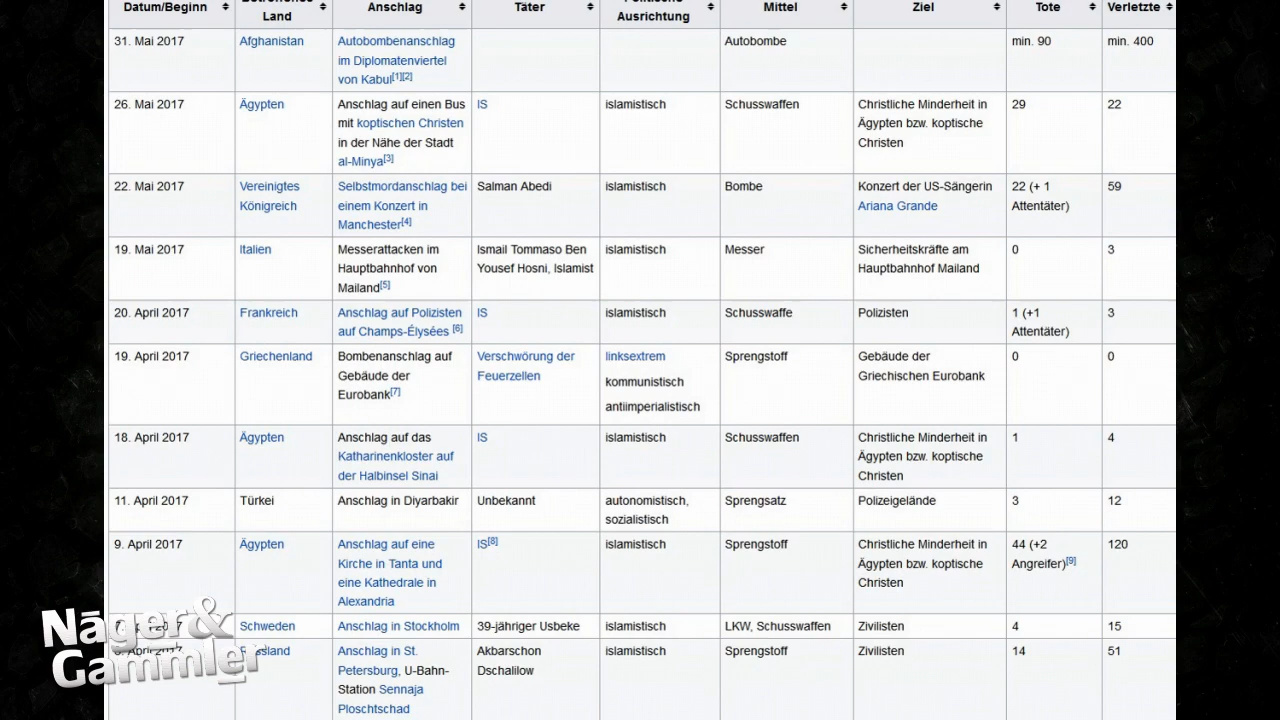 Datum/Beginn Land Anschlag Täter Ausrichtung Mittel Ziel Tote Verletzte
31. Mai 2017 Afghanistan Autobombenanschlag Autobombe min. 90 min. 400
im Diplomatenviertel
von Kabul[1][2]
26. Mai 2017 Ägypten Anschlag auf einen Bus IS islamistisch Schusswaffen Christliche Minderheit in 29 22
mit koptischen Christen Ägypten bzw. koptische
in der Nähe der Stadt Christen
al-Minya[3]
22. Mai 2017 Vereinigtes Selbstmordanschlag bei Salman Abedi islamistisch Bombe Konzert der US-Sängerin 22 (+ 1 59
Königreich einem Konzert in Ariana Grande Attentäter)
Manchester[4]
19. Mai 2017 Italien Messerattacken im Ismail Tommaso Ben islamistisch Messer Sicherheitskräfte am 0 3
Hauptbahnhof von Yousef Hosni, Islamist Hauptbahnhof Mailand
Mailand[5]
20. April 2017 Frankreich Anschlag auf Polizisten IS islamistisch Schusswaffe Polizisten 1 (+1 3
auf Champs-Élysées [6] Attentäter)
19. April 2017 Griechenland Bombenanschlag auf Verschwörung der linksextrem Sprengstoff Gebäude der 0 0
Gebäude der Feuerzellen kommunistisch Griechischen Eurobank
Eurobank[7] antiimperialistisch
18. April 2017 Ägypten Anschlag auf das IS islamistisch Schusswaffen Christliche Minderheit in 1 4
Katharinenkloster auf Ägypten bzw. koptische
der Halbinsel Sinai Christen
11. April 2017 Türkei Anschlag in Diyarbakir Unbekannt autonomistisch, Sprengsatz Polizeigelände 3 12
sozialistisch
9. April 2017 Ägypten Anschlag auf eine IS[8] islamistisch Sprengstoff Christliche Minderheit in 44 (+2 120
Kirche in Tanta und Ägypten bzw. koptische Angreifer)[9]
eine Kathedrale in Christen
Alexandria
Schweden Anschlag in Stockholm 39-jähriger Usbeke islamistisch LKW, Schusswaffen Zivilisten 4 15
April 2017 Anschlag in St. Akbarschon islamistisch Sprengstoff Zivilisten 14 51
Petersburg, U-Bahn- Dschalilow
Station Sennaja
Ploschtschad
Näger&
Gammler